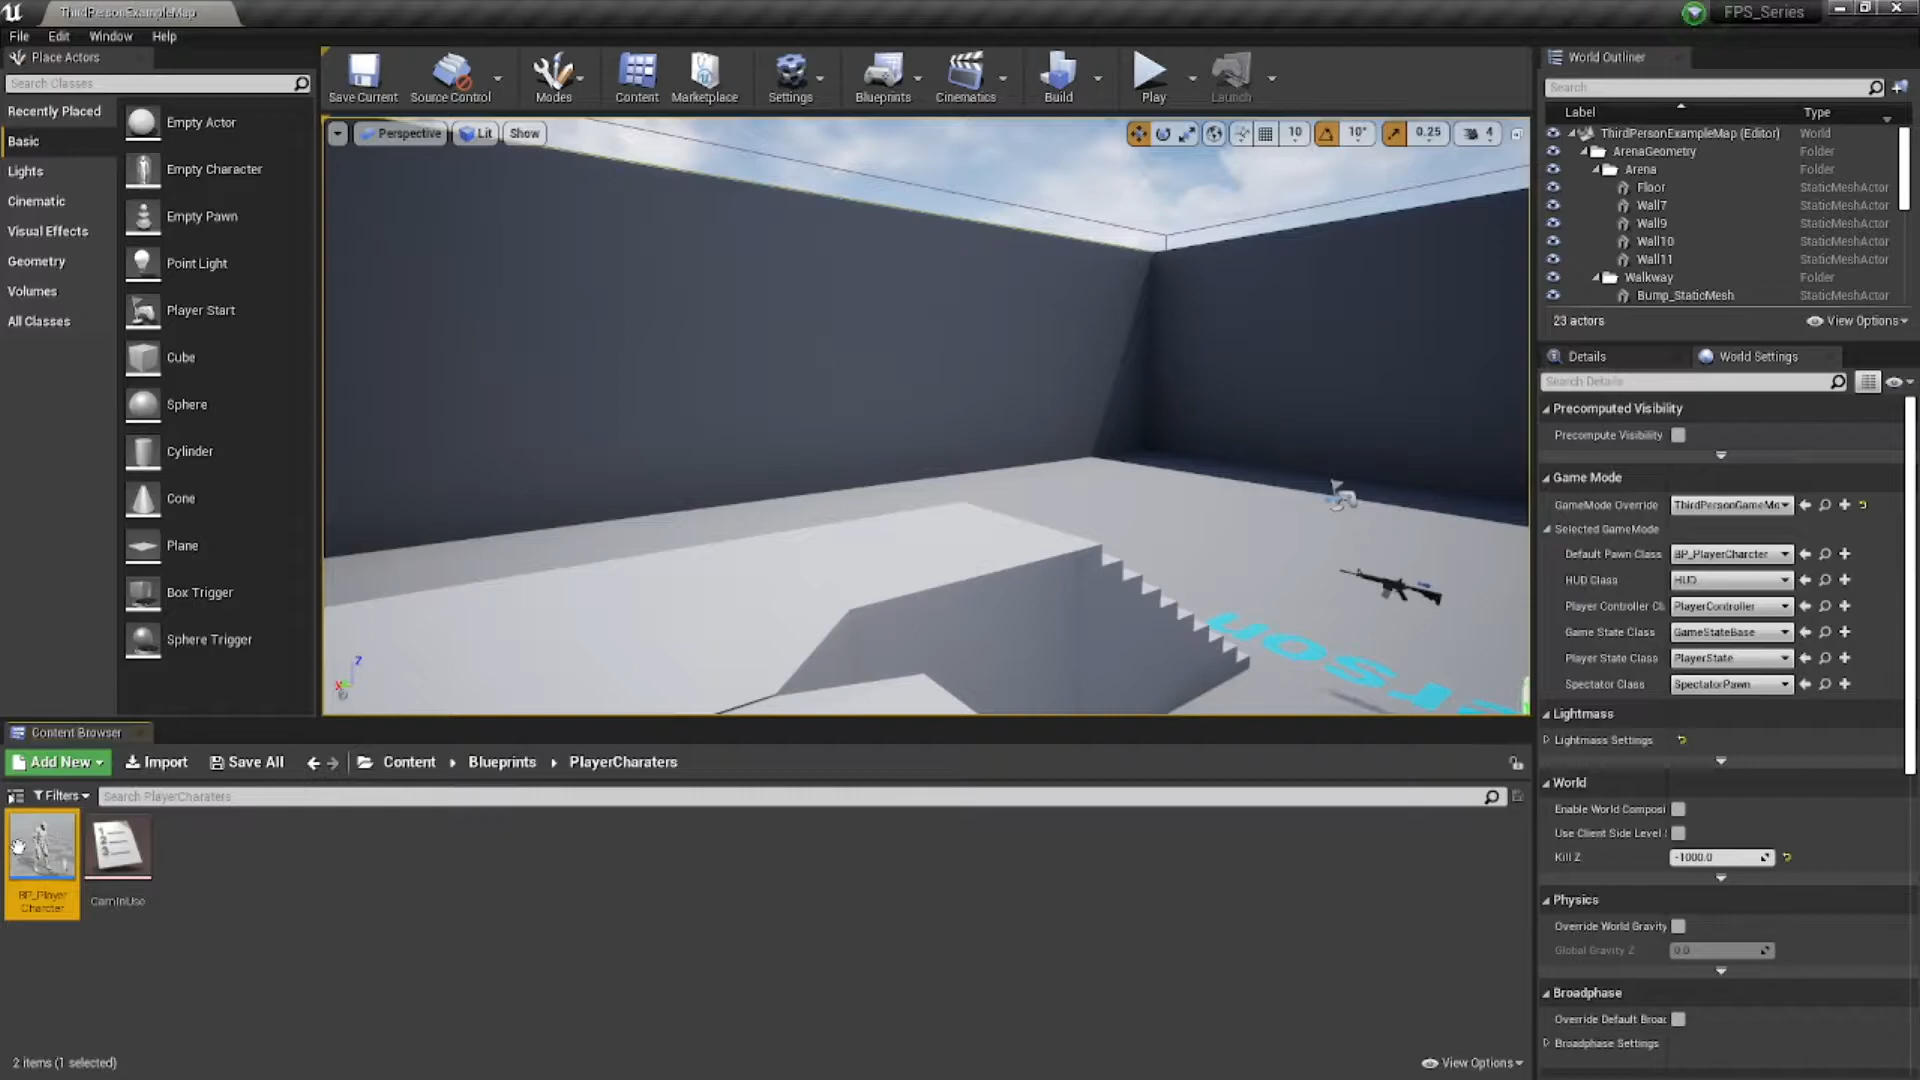 ThirdPersonExampleMap
FPS_Series
File Edit Window Help
Place Actors
Search Classes
Recently Placed
Basic
Lights
Cinematic
Visual Effects
Geometry
Volumes
All Classes
Empty Actor
Empty Character
Empty Pawn
Point Light
Player Start
Cube
Sphere
Cylinder
Cone
Plane
Box Trigger
Sphere Trigger
Save Current Source Control Modes Content Marketplace Settings Blueprints Cinematics Build Play Launch
Perspective Lit Show
10 10° 0.25 4
Z
X
World Outliner
Search...
Label Type
ThirdPersonExampleMap (Editor) World
ArenaGeometry Folder
Arena Folder
Floor StaticMeshActor
Wall7 StaticMeshActor
Wall9 StaticMeshActor
Wall10 StaticMeshActor
Wall11 StaticMeshActor
Walkway Folder
Bump_StaticMesh StaticMeshActor
23 actors View Options
Details World Settings
Search Details
Precomputed Visibility
Precompute Visibility
Game Mode
GameMode Override ThirdPersonGameMo
Selected GameMode
Default Pawn Class BP_PlayerCharcter
HUD Class HUD
Player Controller Cl PlayerController
Game State Class GameStateBase
Player State Class PlayerState
Spectator Class SpectatorPawn
Lightmass
Lightmass Settings
World
Enable World Composi
Use Client Side Level
Kill Z -1000.0
Physics
Override World Gravity
Global Gravity Z 0.0
Broadphase
Override Default Broac
Broadphase Settings
Content Browser
Add New Import Save All Content Blueprints PlayerCharaters
Filters Search PlayerCharaters
BP_Player
Charcter
CamInUse
2 items (1 selected)
View Options